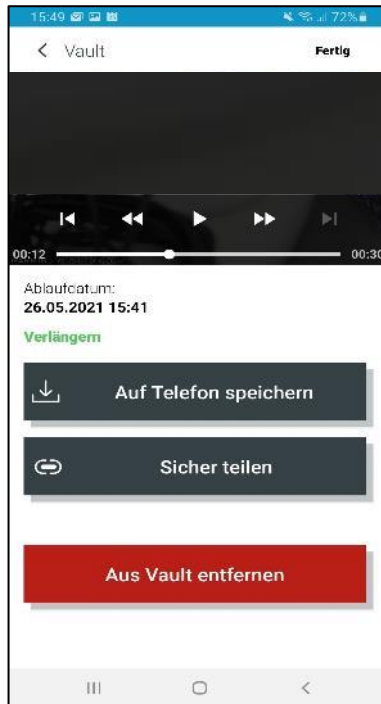 15:49 72%
Vault Fertig
00:12 00:30
Ablaufdatum:
26.05.2021 15:41
Verlängern
Auf Telefon speichern
Sicher teilen
Aus Vault entfernen